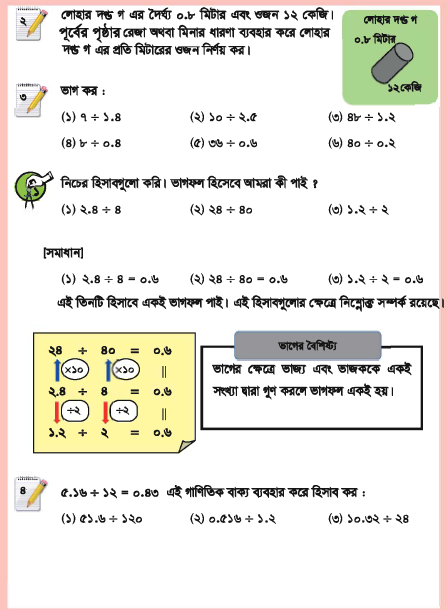 ২ লোহার দণ্ড গ এর দৈর্ঘ্য ০.৮ মিটার এবং ওজন ১২ কেজি।
পূর্বের পৃষ্ঠার রেজা অথবা মিনার ধারণা ব্যবহার করে লোহার
দণ্ড গ এর প্রতি মিটারের ওজন নির্ণয় কর।
লোহার দণ্ড গ
০.৮ মিটার
১২কেজি
৩ ভাগ কর :
(১) ৭ ÷ ১.৪ (২) ১০ ÷ ২.৫ (৩) ৪৮ ÷ ১.২
(৪) ৮ ÷ ০.৪ (৫) ৩৬ ÷ ০.৬ (৬) ৪০ ÷ ০.২
নিচের হিসাবগুলো করি। ভাগফল হিসেবে আমরা কী পাই ?
(১) ২.৪ ÷ ৪ (২) ২৪ ÷ ৪০ (৩) ১.২ ÷ ২
[সমাধান]
(১) ২.৪ ÷ ৪ = ০.৬ (২) ২৪ ÷ ৪০ = ০.৬ (৩) ১.২ ÷ ২ = ০.৬
এই তিনটি হিসাবে একই ভাগফল পাই। এই হিসাবগুলোর ক্ষেত্রে নিম্নোক্ত সম্পর্ক রয়েছে।
২৪ ÷ ৪০ = ০.৬
×১০ ×১০ ||
২.৪ ÷ ৪ = ০.৬
÷২ ÷২ ||
১.২ ÷ ২ = ০.৬
ভাগের বৈশিষ্ট্য
ভাগের ক্ষেত্রে ভাজ্য এবং ভাজককে একই
সংখ্যা দ্বারা গুণ করলে ভাগফল একই হয়।
৪ ৫.১৬ ÷ ১২ = ০.৪৩ এই গাণিতিক বাক্য ব্যবহার করে হিসাব কর :
(১) ৫১.৬ ÷ ১২০ (২) ০.৫১৬ ÷ ১.২ (৩) ১০.৩২ ÷ ২৪